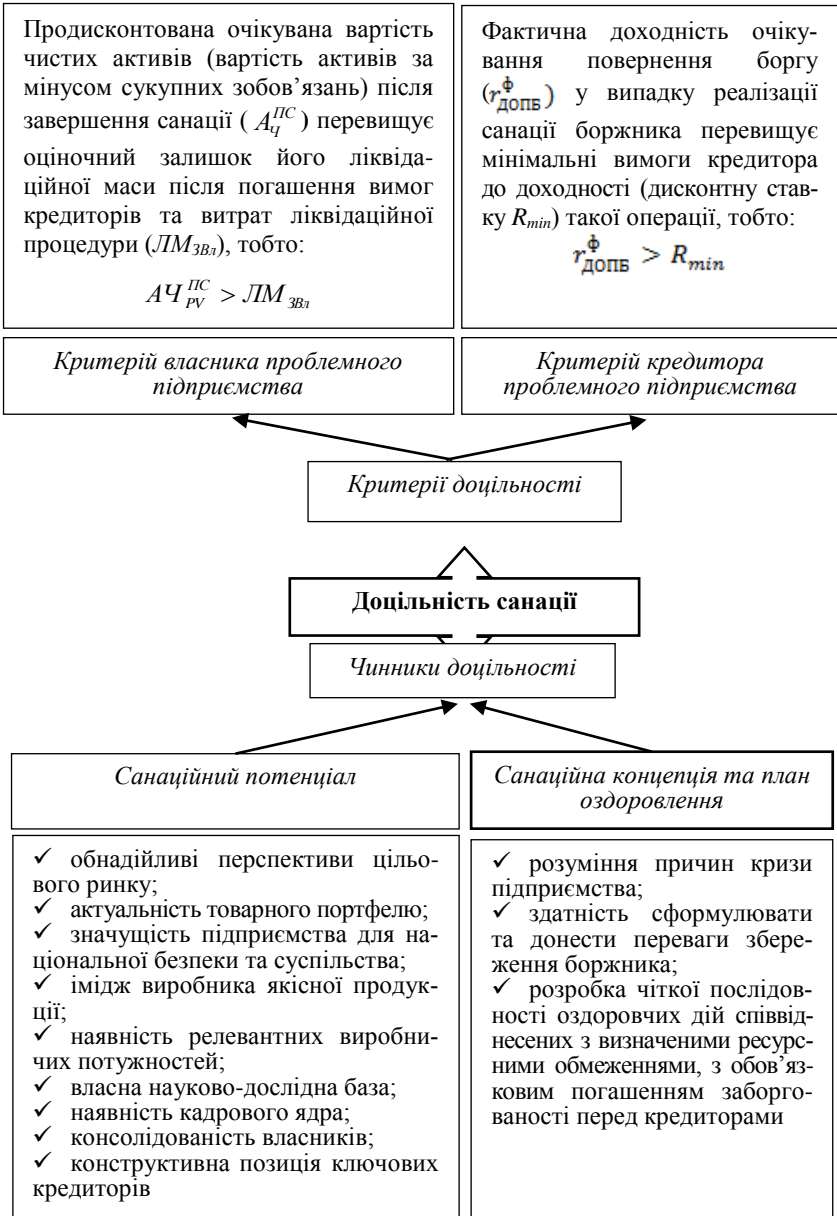 Продисконтована очікувана вартість
чистих активів (вартість активів за
мінусом сукупних зобов’язань) після
завершення санації ( А_Ч^ПС ) перевищує
оціночний залишок його ліквіда-
ційної маси після погашення вимог
кредиторів та витрат ліквідаційної
процедури (ЛМ_ЗВл), тобто:
АЧ_PV^ПС > ЛМ_ЗВл
Фактична доходність очіку-
вання повернення боргу
(r_ДОПБ^ф) у випадку реалізації
санації боржника перевищує
мінімальні вимоги кредитора
до доходності (дисконтну став-
ку R_min) такої операції, тобто:
r_ДОПБ^ф > R_min
Критерій власника проблемного
підприємства
Критерій кредитора
проблемного підприємства
Критерії доцільності
Доцільність санації
Чинники доцільності
Санаційний потенціал
Санаційна концепція та план
оздоровлення
✓ обнадійливі перспективи цільо-
вого ринку;
✓ актуальність товарного портфелю;
✓ значущість підприємства для на-
ціональної безпеки та суспільства;
✓ імідж виробника якісної продук-
ції;
✓ наявність релевантних виробни-
чих потужностей;
✓ власна науково-дослідна база;
✓ наявність кадрового ядра;
✓ консолідованість власників;
✓ конструктивна позиція ключових
кредиторів
✓ розуміння причин кризи
підприємства;
✓ здатність сформулювати
та донести переваги збере-
ження боржника;
✓ розробка чіткої послідов-
ності оздоровчих дій співвід-
несених з визначеними ресурс-
ними обмеженнями, з обов’яз-
ковим погашенням заборго-
ваності перед кредиторами